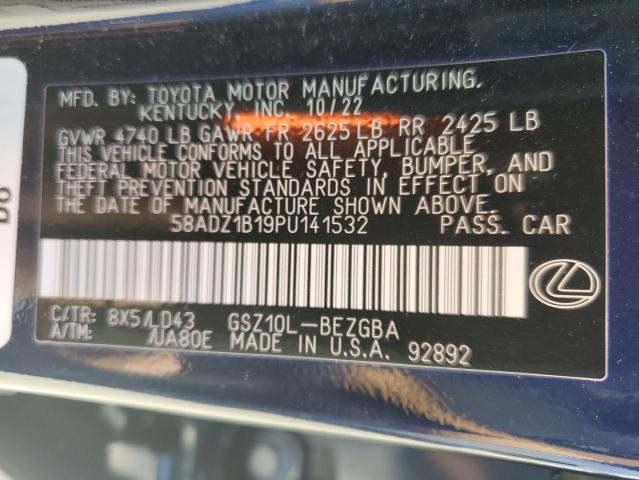 MFD. BY: TOYOTA MOTOR MANUFACTURING,
KENTUCKY, INC. 10/22
GVWR 4740 LB GAWR FR 2625 LB RR 2425 LB
THIS VEHICLE CONFORMS TO ALL APPLICABLE
FEDERAL MOTOR VEHICLE SAFETY, BUMPER, AND
THEFT PREVENTION STANDARDS IN EFFECT ON
THE DATE OF MANUFACTURE SHOWN ABOVE.
58ADZ1B19PU141532 PASS. CAR
C/TR: 8X5/LD43 GSZ10L-BEZGBA
A/TM: /UA80E MADE IN U.S.A. 92892